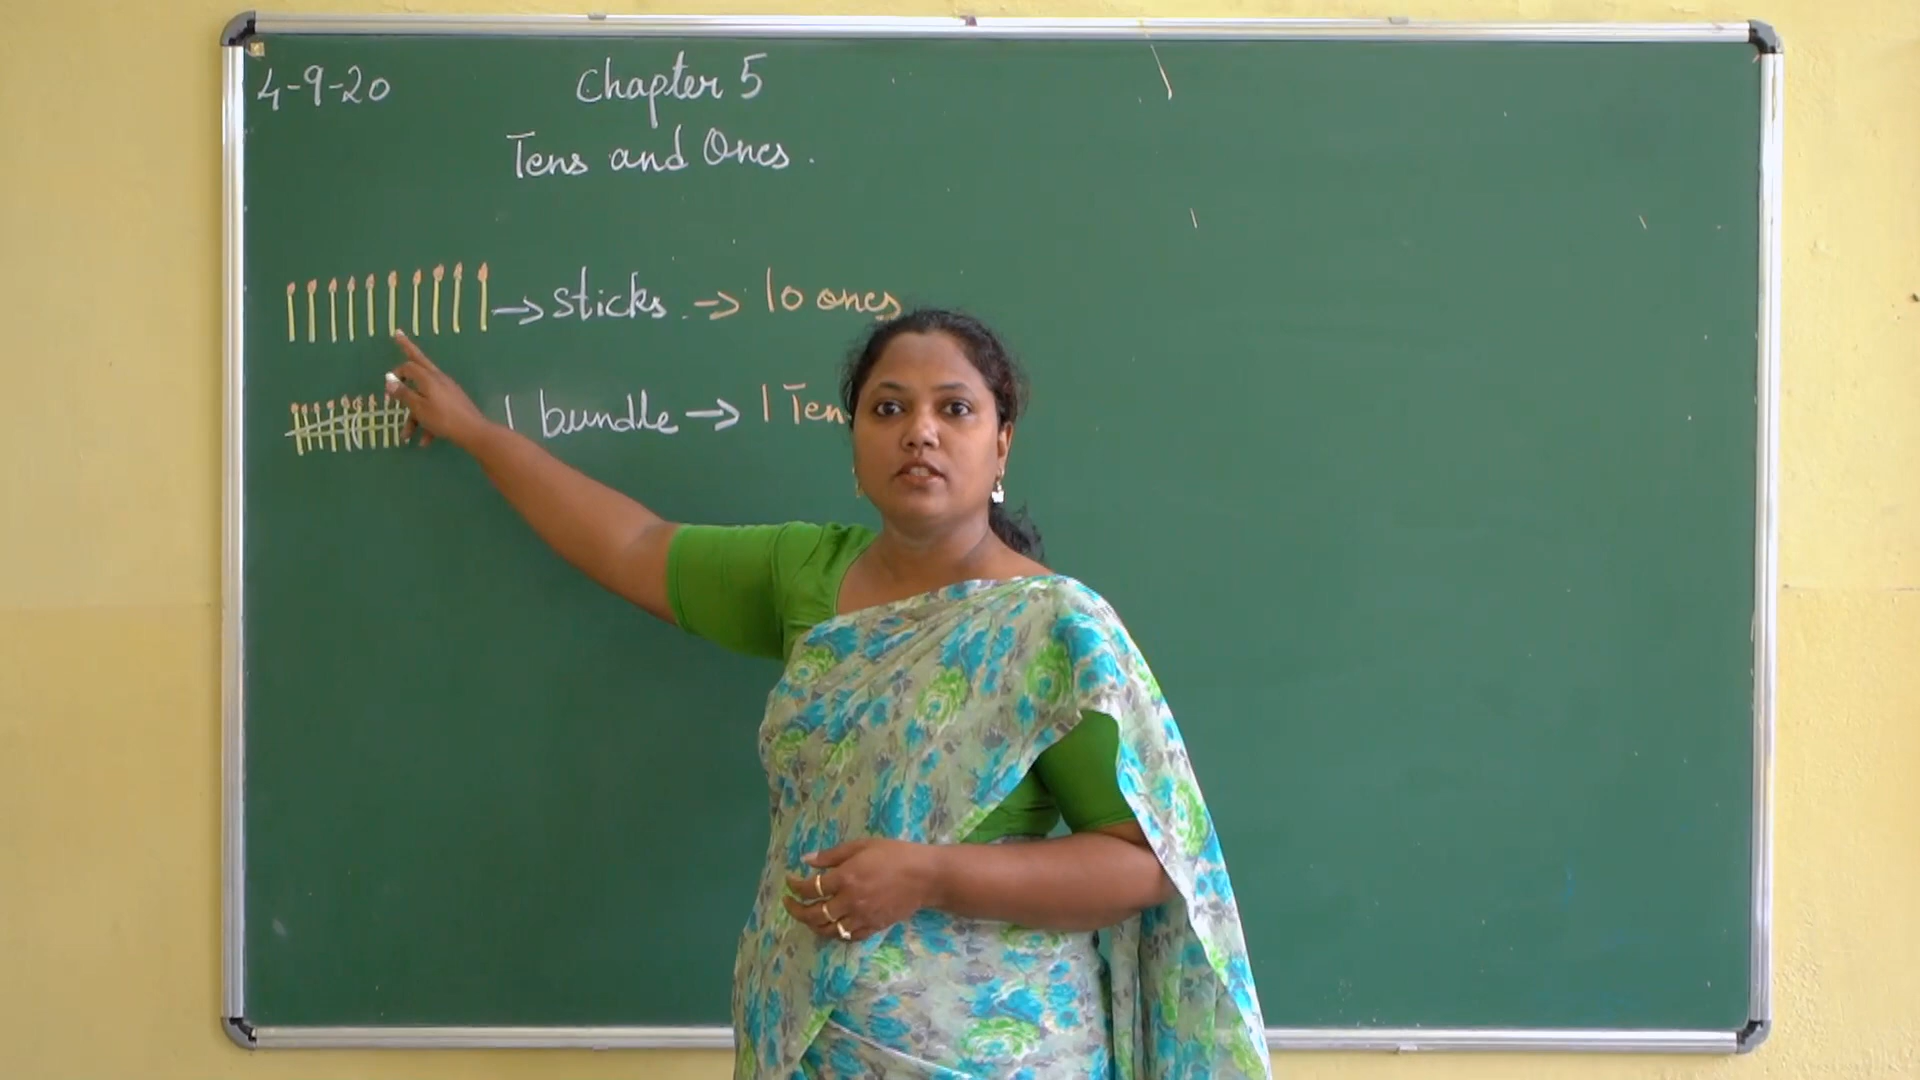 4-9-20
Chapter 5
Tens and Ones.
→ sticks. → 10 ones
1 bundle → 1 Ten